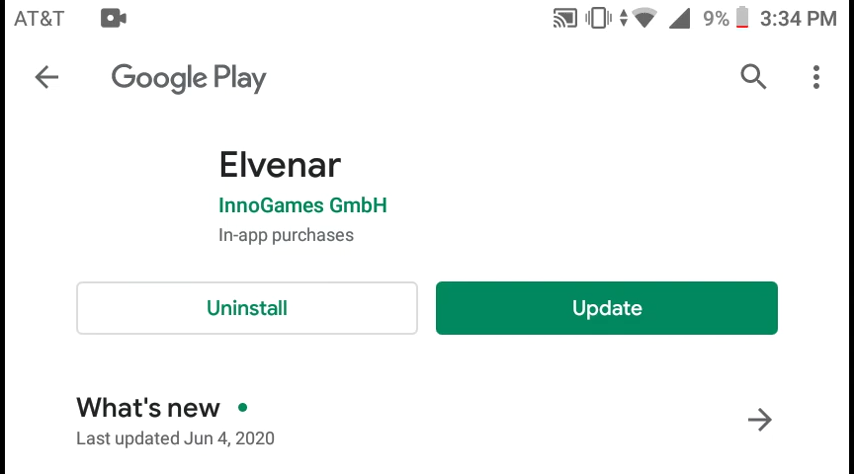 AT&T 9% 3:34 PM
Google Play
Elvenar
InnoGames GmbH
In-app purchases
Uninstall Update
What's new
Last updated Jun 4, 2020